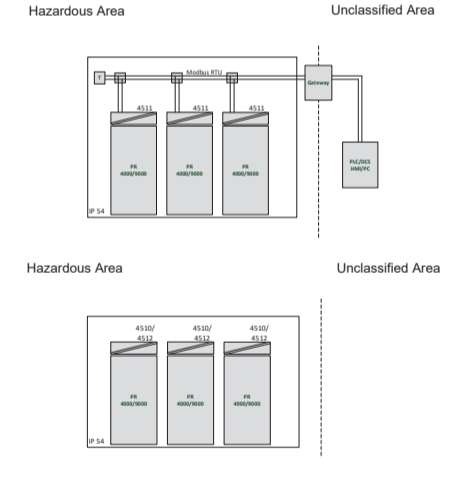 Hazardous Area
Unclassified Area
Modbus RTU
T
Gateway
4511
4511
4511
PLC/DCS
HMI/PC
PR
4000/9000
PR
4000/9000
PR
4000/9000
IP 54
Hazardous Area
Unclassified Area
4510/
4512
4510/
4512
4510/
4512
PR
4000/9000
PR
4000/9000
PR
4000/9000
IP 54